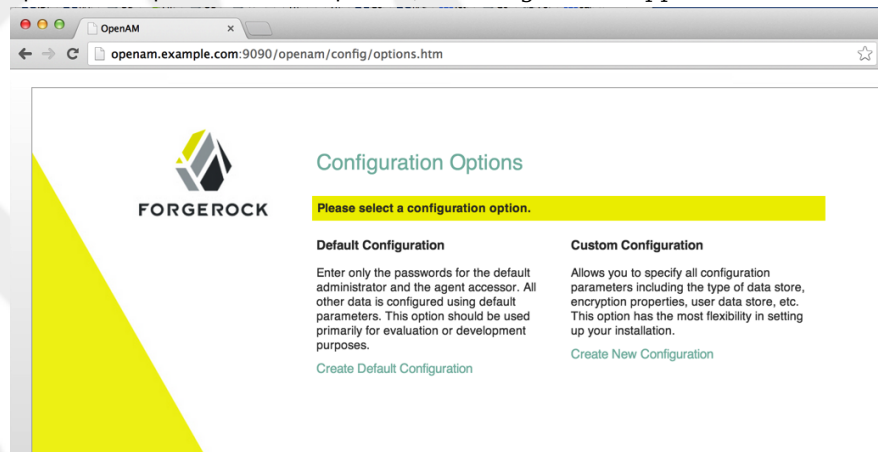 OpenAM
openam.example.com:9090/openam/config/options.htm
FORGEROCK
Configuration Options
Please select a configuration option.
Default Configuration
Enter only the passwords for the default
administrator and the agent accessor. All
other data is configured using default
parameters. This option should be used
primarily for evaluation or development
purposes.
Create Default Configuration
Custom Configuration
Allows you to specify all configuration
parameters including the type of data store,
encryption properties, user data store, etc.
This option has the most flexibility in setting
up your installation.
Create New Configuration